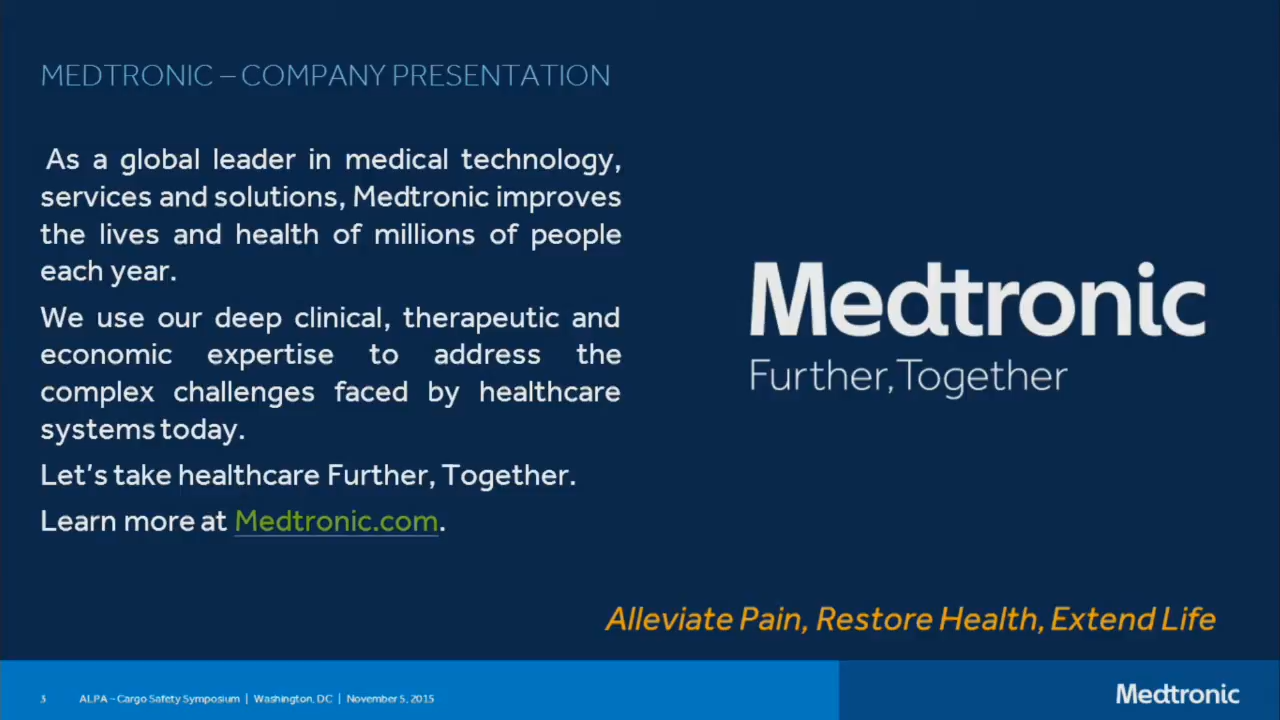 MEDTRONIC – COMPANY PRESENTATION
As a global leader in medical technology,
services and solutions, Medtronic improves
the lives and health of millions of people
each year.
We use our deep clinical, therapeutic and
economic expertise to address the
complex challenges faced by healthcare
systems today.
Let's take healthcare Further, Together.
Learn more at Medtronic.com.
Medtronic
Further, Together
Alleviate Pain, Restore Health, Extend Life
3 ALPA – Cargo Safety Symposium | Washington, DC | November 5, 2015
Medtronic